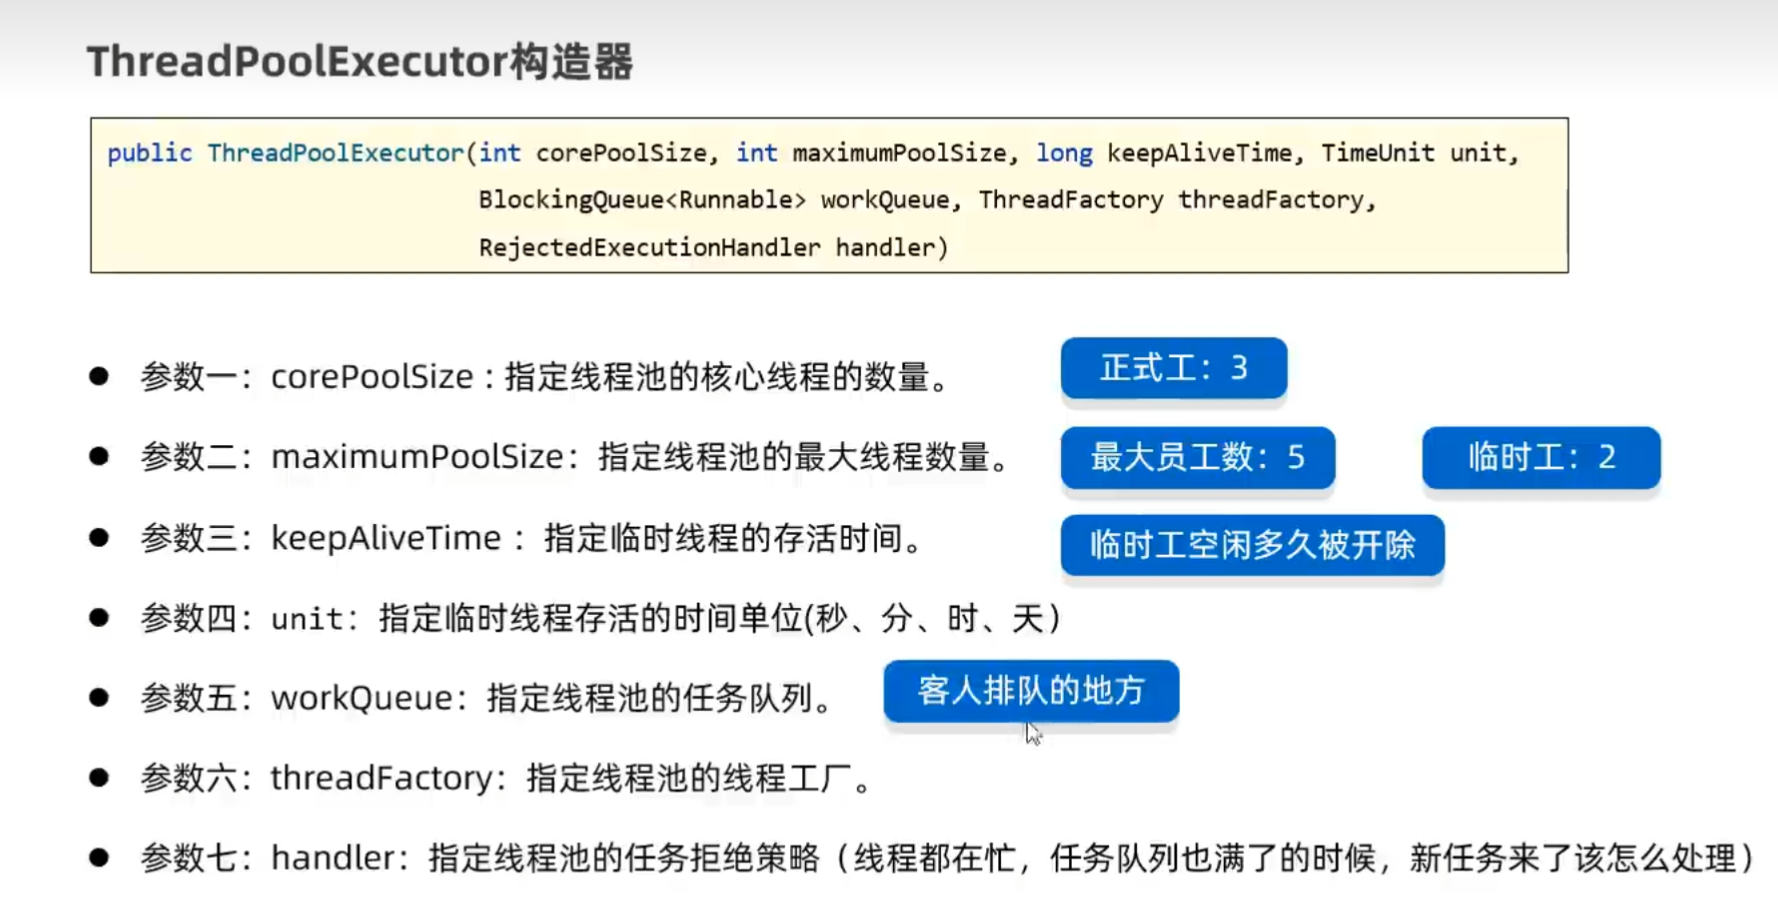 ThreadPoolExecutor构造器
public ThreadPoolExecutor(int corePoolSize, int maximumPoolSize, long keepAliveTime, TimeUnit unit,
BlockingQueue<Runnable> workQueue, ThreadFactory threadFactory,
RejectedExecutionHandler handler)
● 参数一：corePoolSize : 指定线程池的核心线程的数量。 正式工：3
● 参数二：maximumPoolSize：指定线程池的最大线程数量。 最大员工数：5 临时工：2
● 参数三：keepAliveTime ：指定临时线程的存活时间。 临时工空闲多久被开除
● 参数四：unit：指定临时线程存活的时间单位(秒、分、时、天）
● 参数五：workQueue：指定线程池的任务队列。 客人排队的地方
● 参数六：threadFactory：指定线程池的线程工厂。
● 参数七：handler：指定线程池的任务拒绝策略（线程都在忙，任务队列也满了的时候，新任务来了该怎么处理）